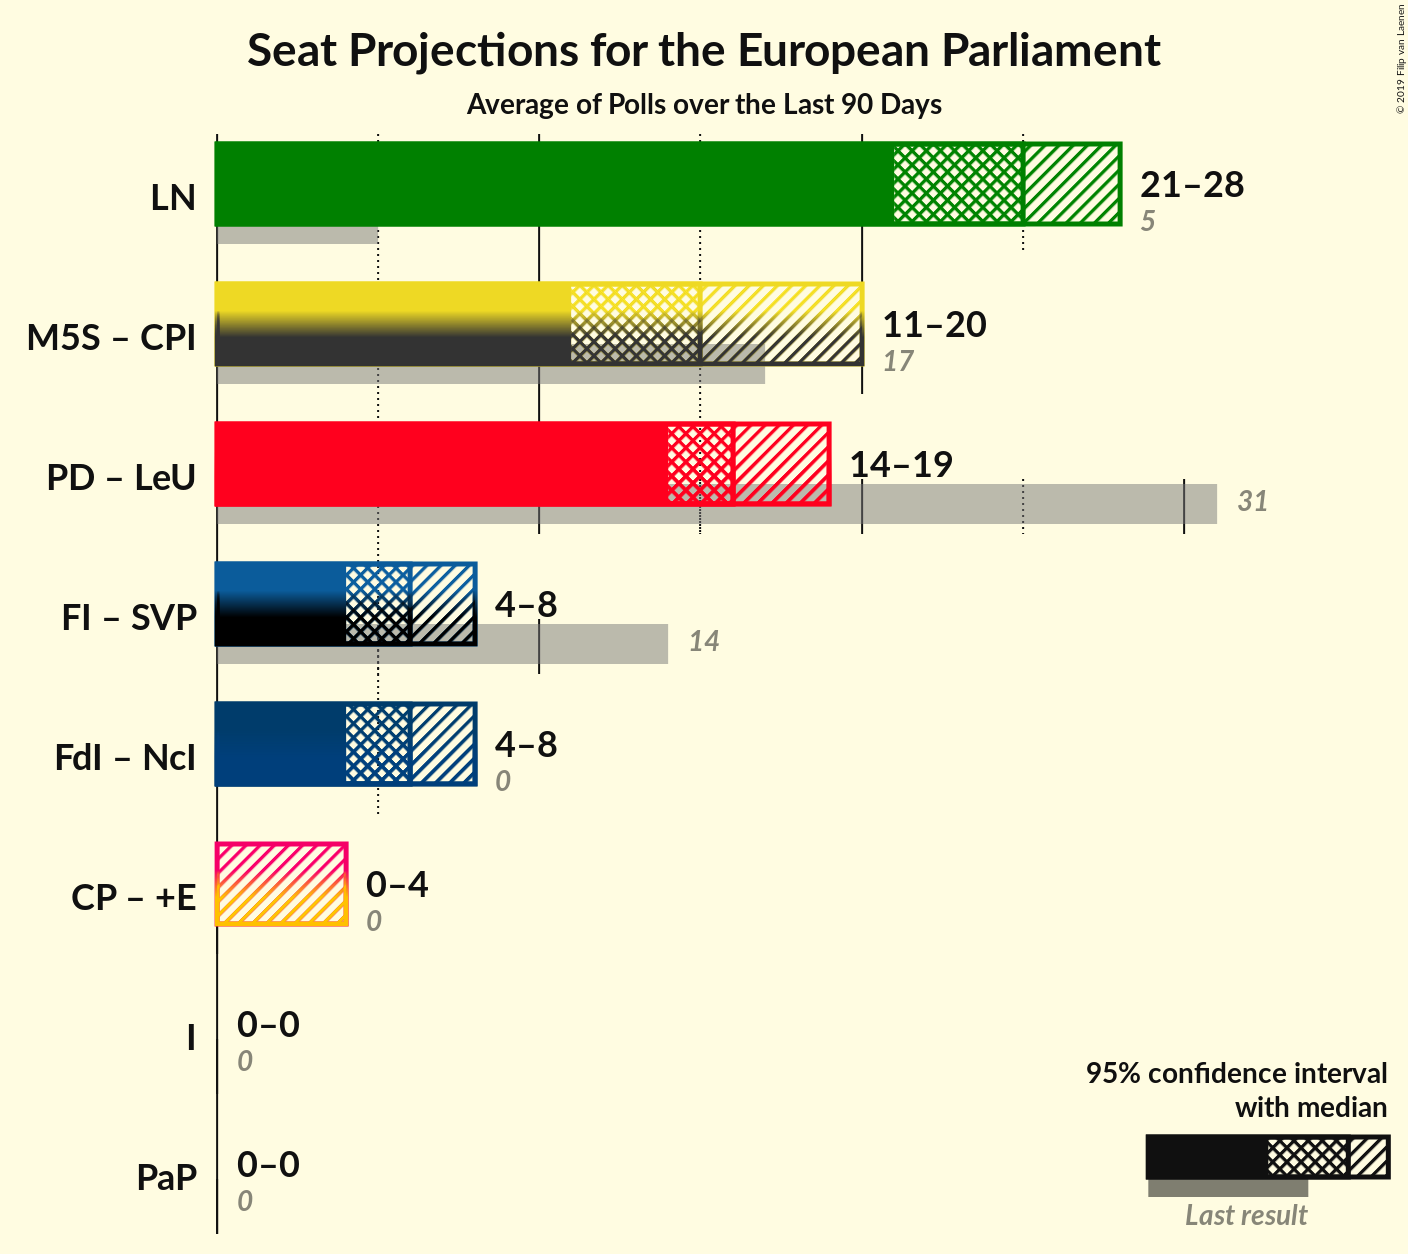 Seat Projections for the European Parliament
Average of Polls over the Last 90 Days
© 2019 Filip van Laenen
LN
21–28
5
M5S – CPI
11–20
17
PD – LeU
14–19
31
FI – SVP
4–8
14
FdI – NcI
4–8
0
CP – +E
0–4
0
I
0–0
0
PaP
0–0
0
95% confidence interval
with median
Last result